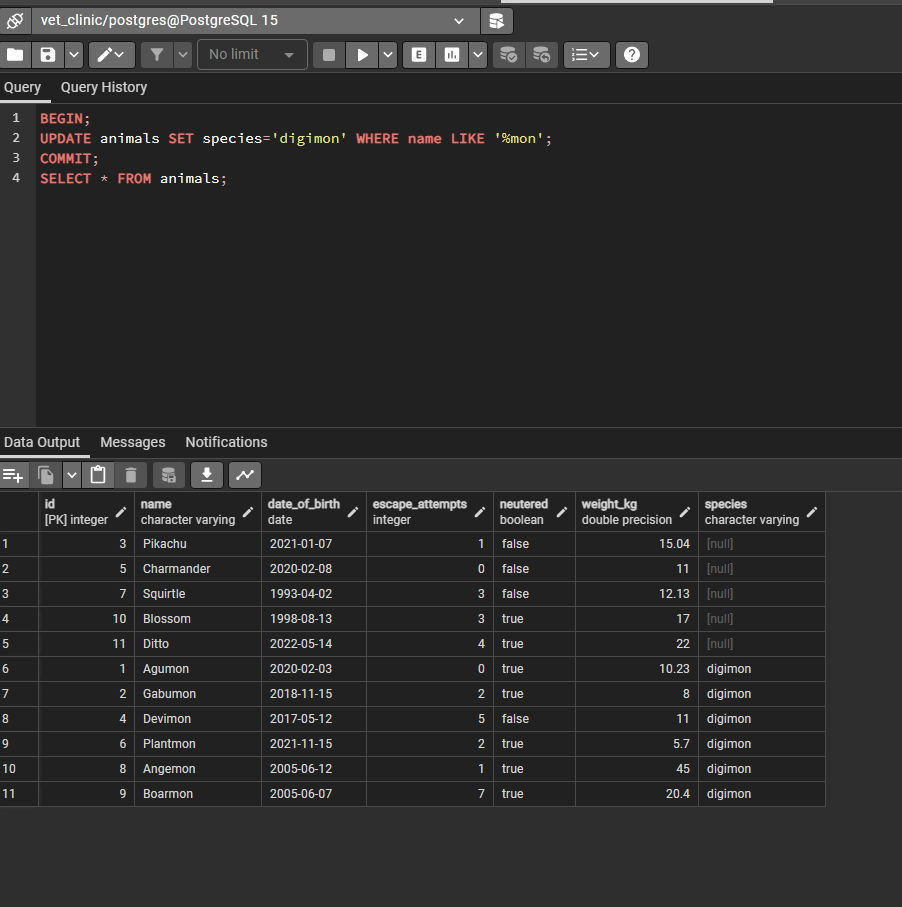 vet_clinic/postgres@PostgreSQL 15
No limit
E
Query Query History
1 BEGIN;
2 UPDATE animals SET species='digimon' WHERE name LIKE '%mon';
3 COMMIT;
4 SELECT * FROM animals;
Data Output Messages Notifications
id name date_of_birth escape_attempts neutered weight_kg species
[PK] integer character varying date integer boolean double precision character varying
1 3 Pikachu 2021-01-07 1 false 15.04 [null]
2 5 Charmander 2020-02-08 0 false 11 [null]
3 7 Squirtle 1993-04-02 3 false 12.13 [null]
4 10 Blossom 1998-08-13 3 true 17 [null]
5 11 Ditto 2022-05-14 4 true 22 [null]
6 1 Agumon 2020-02-03 0 true 10.23 digimon
7 2 Gabumon 2018-11-15 2 true 8 digimon
8 4 Devimon 2017-05-12 5 false 11 digimon
9 6 Plantmon 2021-11-15 2 true 5.7 digimon
10 8 Angemon 2005-06-12 1 true 45 digimon
11 9 Boarmon 2005-06-07 7 true 20.4 digimon